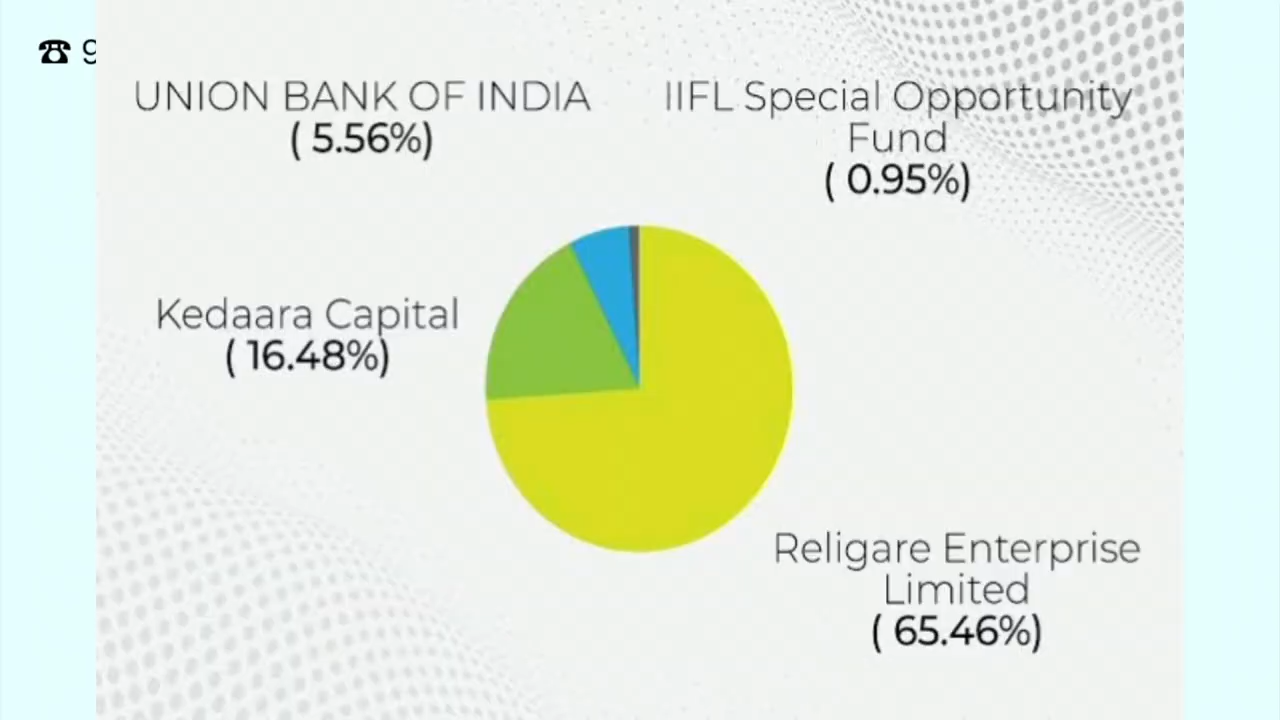 ☎ 9
UNION BANK OF INDIA
( 5.56%)
IIFL Special Opportunity
Fund
( 0.95%)
Kedaara Capital
( 16.48%)
Religare Enterprise
Limited
( 65.46%)